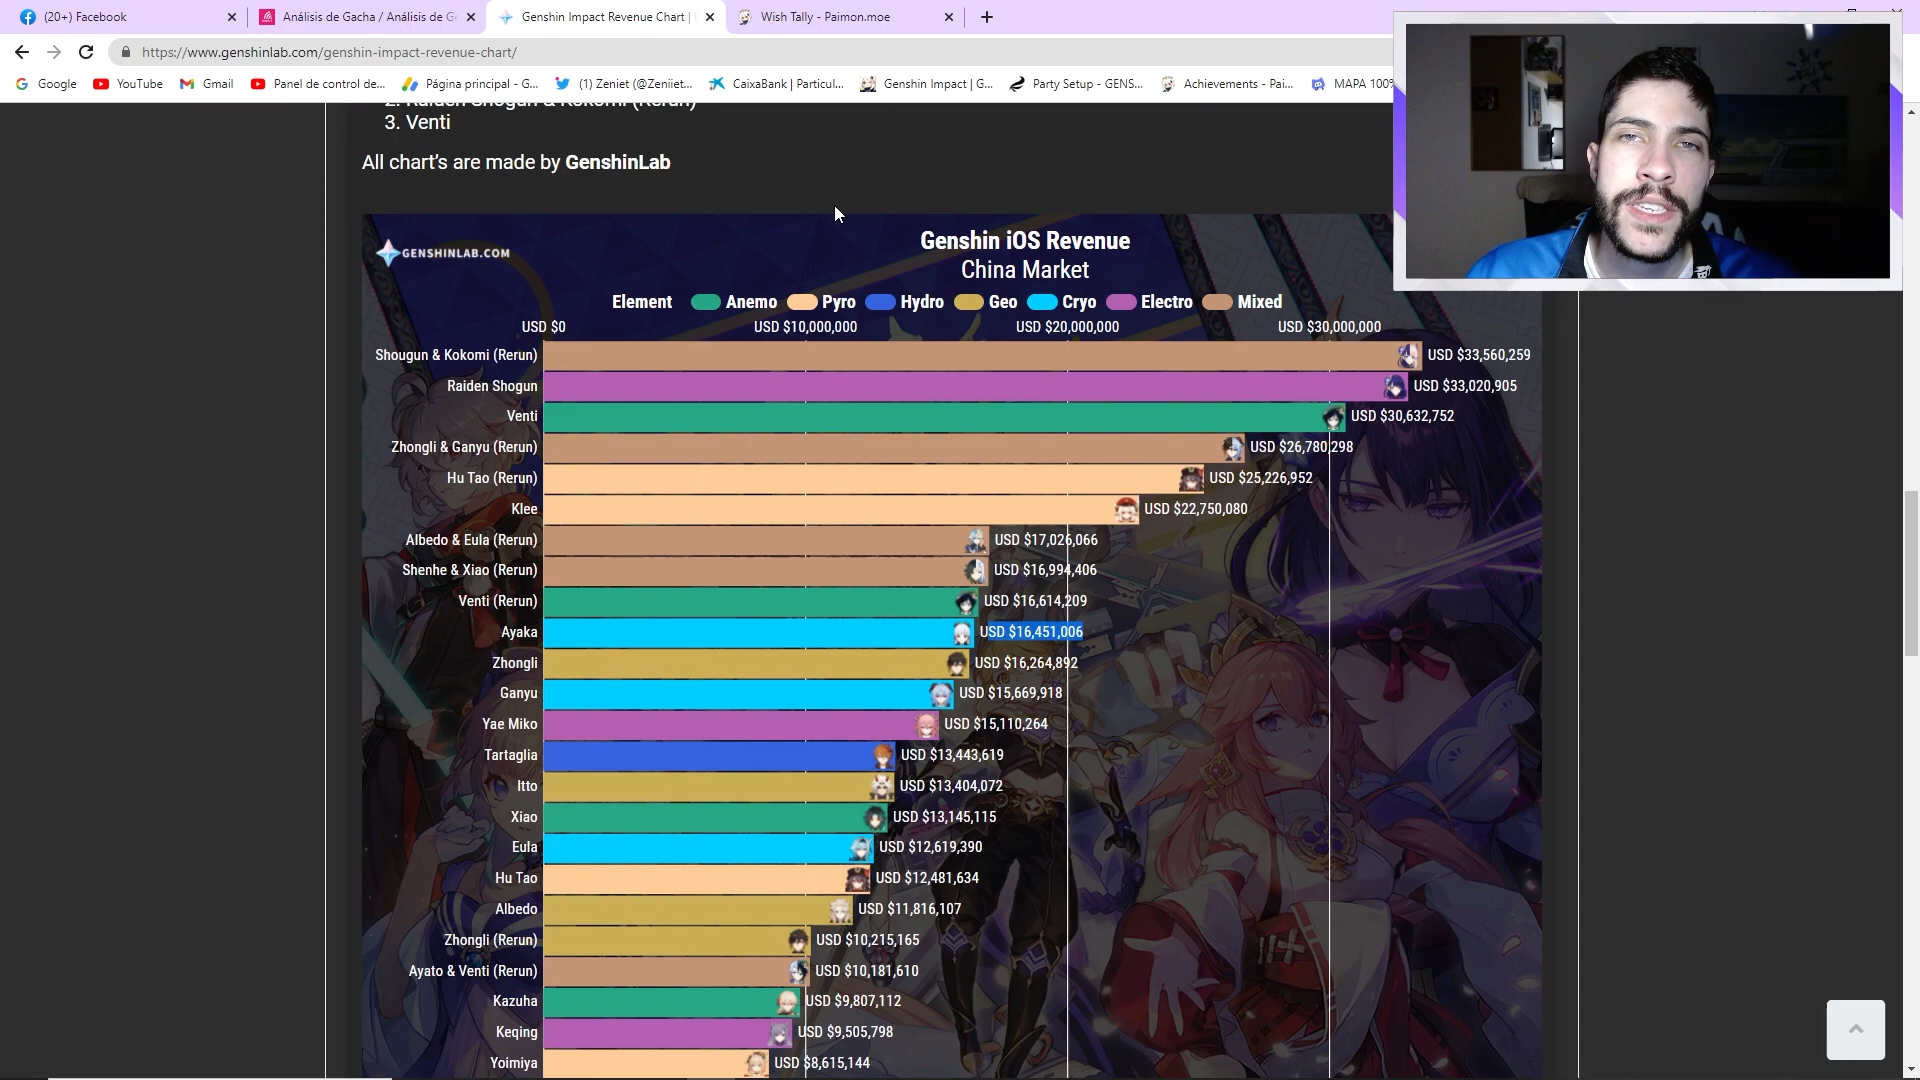 (20+) Facebook
Análisis de Gacha / Análisis de G
Genshin Impact Revenue Chart |
Wish Tally - Paimon.moe
https://www.genshinlab.com/genshin-impact-revenue-chart/
Google
YouTube
Gmail
Panel de control de...
Página principal - G...
(1) Zeniet (@Zeniiet...
CaixaBank | Particul...
Genshin Impact | G...
Party Setup - GENS...
Achievements - Pai...
MAPA 100%
2. Raiden Shogun & Kokomi (Rerun)
3. Venti
All chart's are made by GenshinLab
GENSHINLAB.COM
Genshin iOS Revenue
China Market
Element Anemo Pyro Hydro Geo Cryo Electro Mixed
USD $0 USD $10,000,000 USD $20,000,000 USD $30,000,000
Shougun & Kokomi (Rerun) USD $33,560,259
Raiden Shogun USD $33,020,905
Venti USD $30,632,752
Zhongli & Ganyu (Rerun) USD $26,780,298
Hu Tao (Rerun) USD $25,226,952
Klee USD $22,750,080
Albedo & Eula (Rerun) USD $17,026,066
Shenhe & Xiao (Rerun) USD $16,994,406
Venti (Rerun) USD $16,614,209
Ayaka USD $16,451,006
Zhongli USD $16,264,892
Ganyu USD $15,669,918
Yae Miko USD $15,110,264
Tartaglia USD $13,443,619
Itto USD $13,404,072
Xiao USD $13,145,115
Eula USD $12,619,390
Hu Tao USD $12,481,634
Albedo USD $11,816,107
Zhongli (Rerun) USD $10,215,165
Ayato & Venti (Rerun) USD $10,181,610
Kazuha USD $9,807,112
Keqing USD $9,505,798
Yoimiya USD $8,615,144